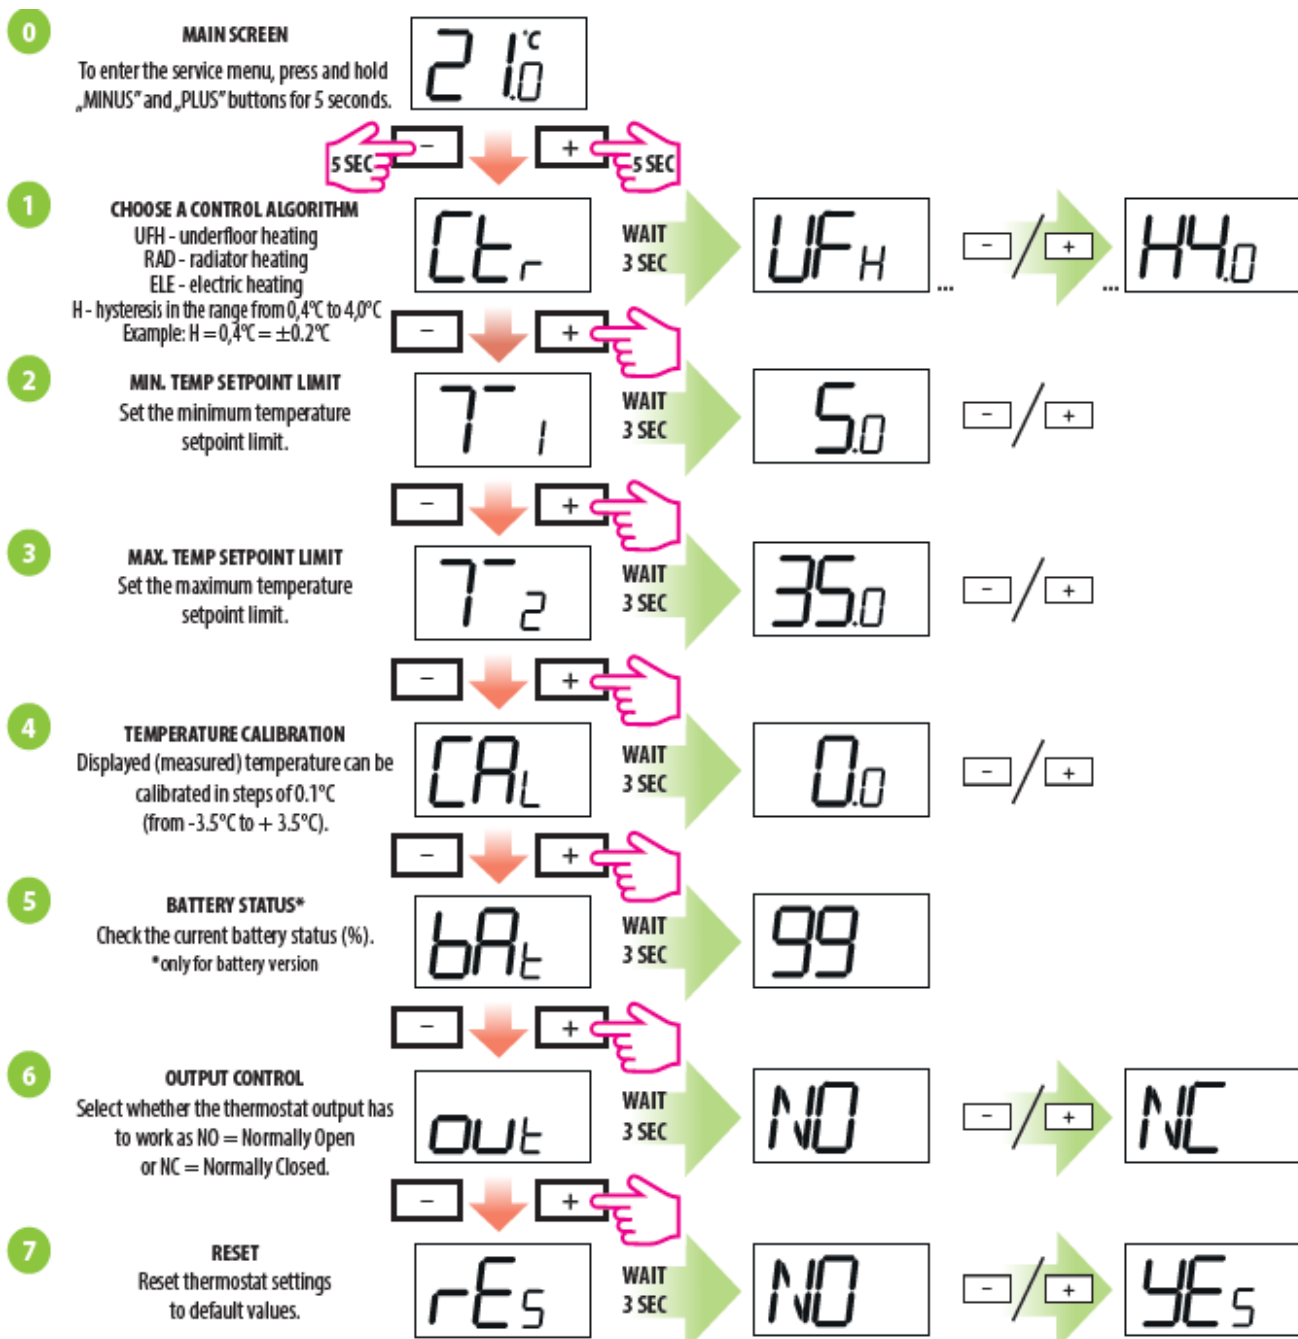 0
MAIN SCREEN
To enter the service menu, press and hold
„MINUS” and „PLUS” buttons for 5 seconds.
21.0 °C
5 SEC
-
+
5 SEC
1
CHOOSE A CONTROL ALGORITHM
UFH - underfloor heating
RAD - radiator heating
ELE - electric heating
H - hysteresis in the range from 0,4°C to 4,0°C
Example: H = 0,4°C = ±0.2°C
Ctr
WAIT
3 SEC
UFH
...
- / +
...
H4.0
- +
2
MIN. TEMP SETPOINT LIMIT
Set the minimum temperature
setpoint limit.
T 1
WAIT
3 SEC
5.0
- / +
- +
3
MAX. TEMP SETPOINT LIMIT
Set the maximum temperature
setpoint limit.
T 2
WAIT
3 SEC
35.0
- / +
- +
4
TEMPERATURE CALIBRATION
Displayed (measured) temperature can be
calibrated in steps of 0.1°C
(from -3.5°C to + 3.5°C).
CAL
WAIT
3 SEC
0.0
- / +
- +
5
BATTERY STATUS*
Check the current battery status (%).
*only for battery version
bAt
WAIT
3 SEC
99
- +
6
OUTPUT CONTROL
Select whether the thermostat output has
to work as NO = Normally Open
or NC = Normally Closed.
out
WAIT
3 SEC
NO
- / +
NC
- +
7
RESET
Reset thermostat settings
to default values.
rES
WAIT
3 SEC
NO
- / +
YES